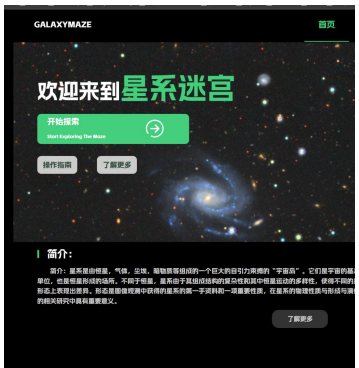 GALAXYMAZE
首页
欢迎来到星系迷宫
开始探索
Start Exploring The Maze
操作指南
了解更多
简介:
简介：星系是由恒星，气体，尘埃，暗物质等组成的一个巨大的自引力束缚的“宇宙岛”。它们是宇宙的基
单位，也是恒星形成的场所。不同于恒星，星系由于其组成结构的复杂性和其中恒星运动的多样性，使得不同的
形态上表现出差异。形态是图像观测中获得的星系的第一手资料和一项重要性质，在星系的物理性质与形成与演
的相关研究中具有重要意义。
了解更多